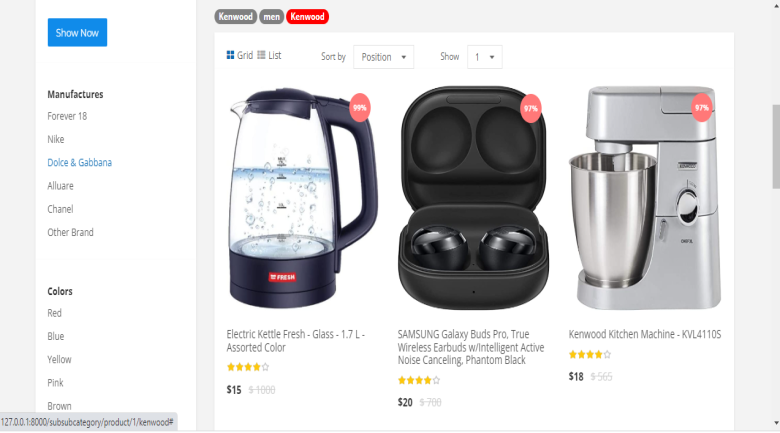 Kenwood men Kenwood
Show Now
Grid List Sort by Position Show 1
Manufactures
Forever 18
Nike
Dolce & Gabbana
Alluare
Chanel
Other Brand
Colors
Red
Blue
Yellow
Pink
Brown
99%
97%
97%
FRESH
KENWOOD
Electric Kettle Fresh - Glass - 1.7 L -
Assorted Color
$15 $ 1000
SAMSUNG Galaxy Buds Pro, True
Wireless Earbuds w/Intelligent Active
Noise Canceling, Phantom Black
$20 $ 700
Kenwood Kitchen Machine - KVL4110S
$18 $ 565
127.0.0.1:8000/subsubcategory/product/1/kenwood#